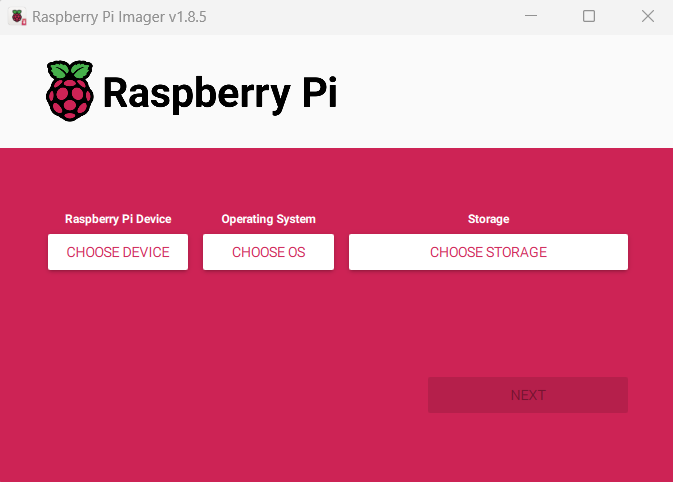 Raspberry Pi Imager v1.8.5
Raspberry Pi
Raspberry Pi Device Operating System Storage
CHOOSE DEVICE CHOOSE OS CHOOSE STORAGE
NEXT